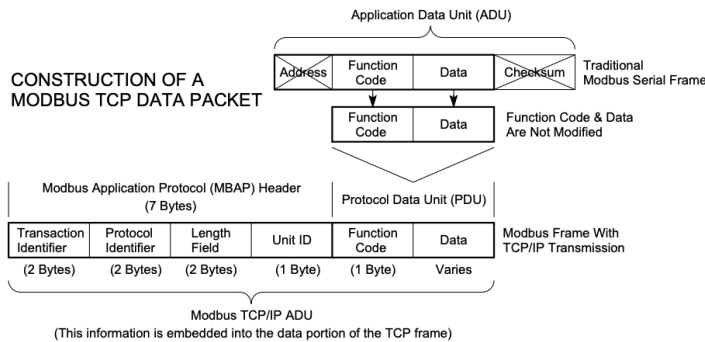 Application Data Unit (ADU)
CONSTRUCTION OF A
MODBUS TCP DATA PACKET
Address
Function
Code
Data
Checksum
Traditional
Modbus Serial Frame
Function
Code
Data
Function Code & Data
Are Not Modified
Modbus Application Protocol (MBAP) Header
(7 Bytes)
Protocol Data Unit (PDU)
Transaction
Identifier
Protocol
Identifier
Length
Field
Unit ID
Function
Code
Data
Modbus Frame With
TCP/IP Transmission
(2 Bytes)
(2 Bytes)
(2 Bytes)
(1 Byte)
(1 Byte)
Varies
Modbus TCP/IP ADU
(This information is embedded into the data portion of the TCP frame)